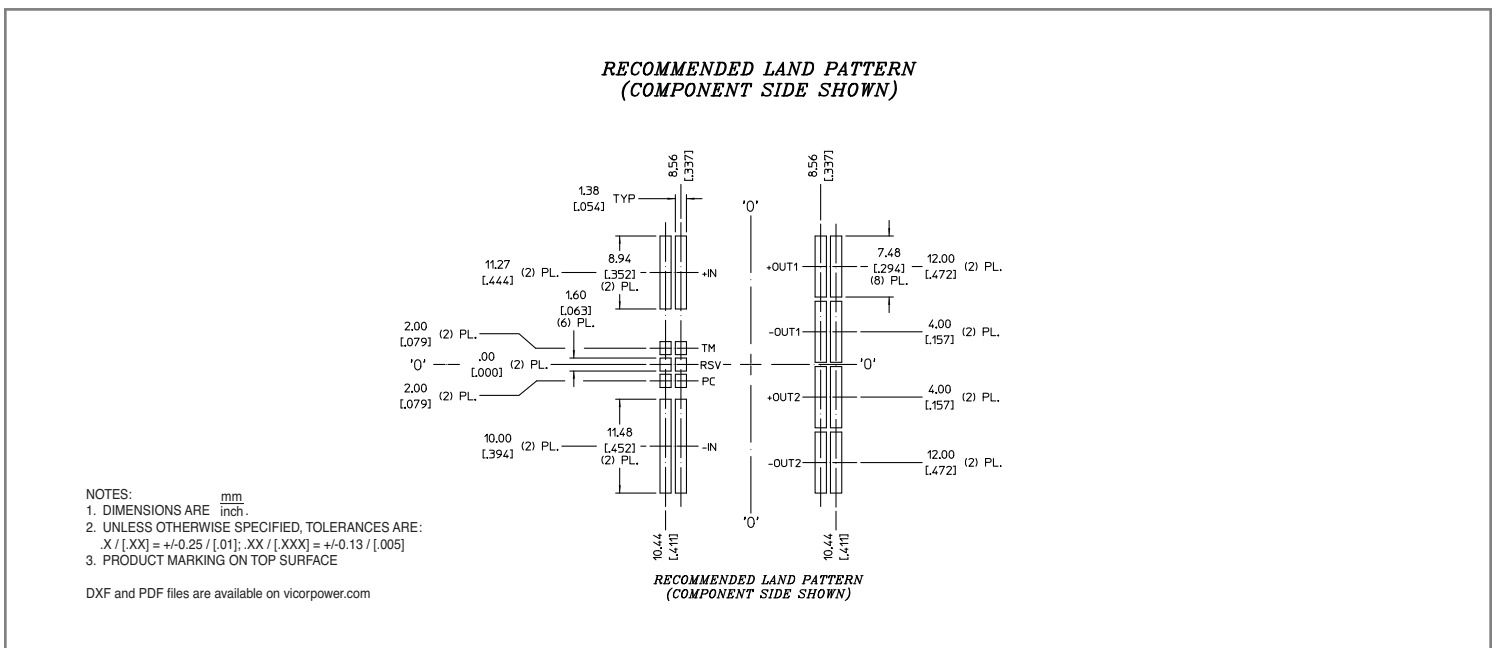 RECOMMENDED LAND PATTERN
(COMPONENT SIDE SHOWN)
8.56
[.337]
8.56
[.337]
1.38
[.054]
TYP
'0'
11.27
[.444]
(2) PL.
8.94
[.352]
(2) PL.
+IN
+OUT1
7.48
[.294]
(8) PL.
12.00
[.472]
(2) PL.
1.60
[.063]
(6) PL.
2.00
[.079]
(2) PL.
TM
-OUT1
4.00
[.157]
(2) PL.
'0'
.00
[.000]
(2) PL.
RSV
'0'
2.00
[.079]
(2) PL.
PC
+OUT2
4.00
[.157]
(2) PL.
10.00
[.394]
(2) PL.
11.48
[.452]
(2) PL.
-IN
-OUT2
12.00
[.472]
(2) PL.
'0'
10.44
[.411]
10.44
[.411]
RECOMMENDED LAND PATTERN
(COMPONENT SIDE SHOWN)
NOTES:
1. DIMENSIONS ARE mm
inch.
2. UNLESS OTHERWISE SPECIFIED, TOLERANCES ARE:
.X / [.XX] = +/-0.25 / [.01]; .XX / [.XXX] = +/-0.13 / [.005]
3. PRODUCT MARKING ON TOP SURFACE
DXF and PDF files are available on vicorpower.com